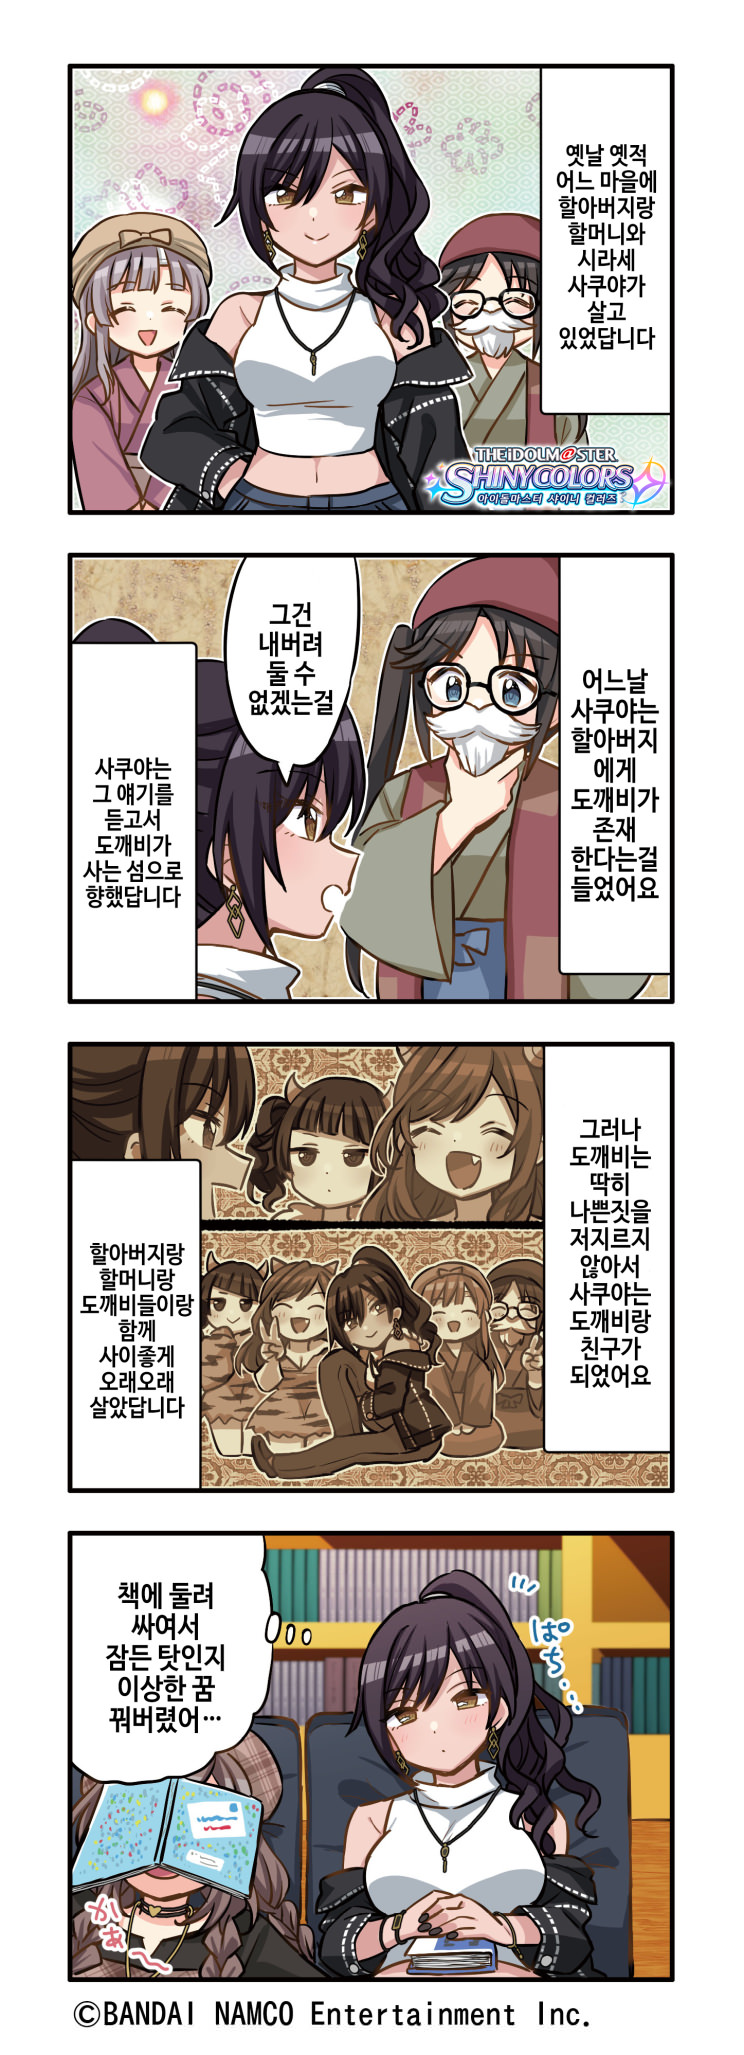 옛날 옛적
어느 마을에
할아버지랑
할머니와
시라세
사쿠야가
살고
있었답니다
THE iDOLM@STER
SHINYCOLORS
아이돌마스터 샤이니 컬러즈
어느날
사쿠야는
할아버지
에게
도깨비가
존재
한다는걸
들었어요
그건
내버려
둘 수
없겠는걸
사쿠야는
그 얘기를
듣고서
도깨비가
사는 섬으로
향했답니다
그러나
도깨비는
딱히
나쁜짓을
저지르지
않아서
사쿠야는
도깨비랑
친구가
되었어요
할아버지랑
할머니랑
도깨비들이랑
함께
사이좋게
오래오래
살았답니다
책에 둘려
싸여서
잠든 탓인지
이상한 꿈
꿔버렸어…
ぱち…
かぁ〜
©BANDAI NAMCO Entertainment Inc.